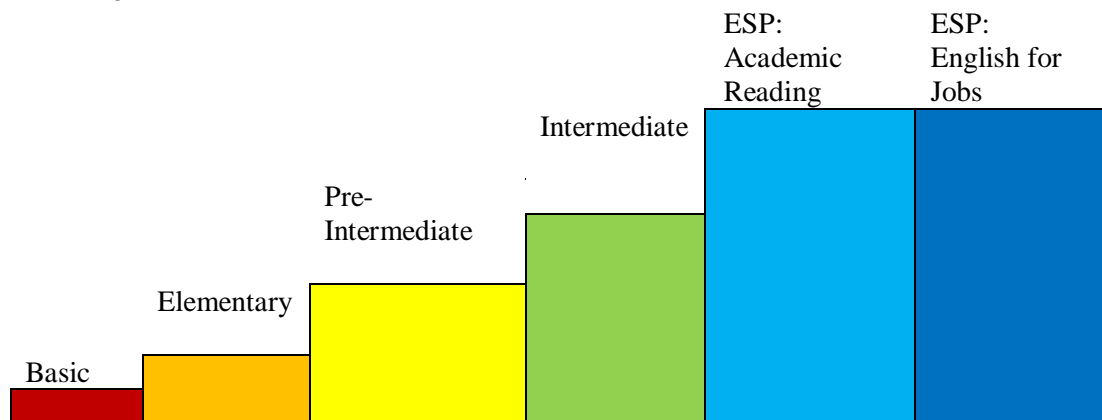 Basic
Elementary
Pre-
Intermediate
Intermediate
ESP:
Academic
Reading
ESP:
English for
Jobs